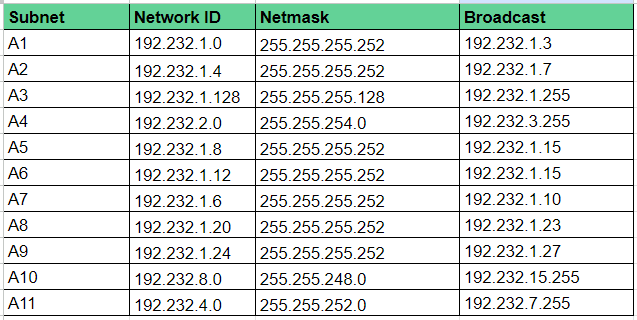 Subnet Network ID Netmask Broadcast
A1 192.232.1.0 255.255.255.252 192.232.1.3
A2 192.232.1.4 255.255.255.252 192.232.1.7
A3 192.232.1.128 255.255.255.128 192.232.1.255
A4 192.232.2.0 255.255.254.0 192.232.3.255
A5 192.232.1.8 255.255.255.252 192.232.1.15
A6 192.232.1.12 255.255.255.252 192.232.1.15
A7 192.232.1.6 255.255.255.252 192.232.1.10
A8 192.232.1.20 255.255.255.252 192.232.1.23
A9 192.232.1.24 255.255.255.252 192.232.1.27
A10 192.232.8.0 255.255.248.0 192.232.15.255
A11 192.232.4.0 255.255.252.0 192.232.7.255